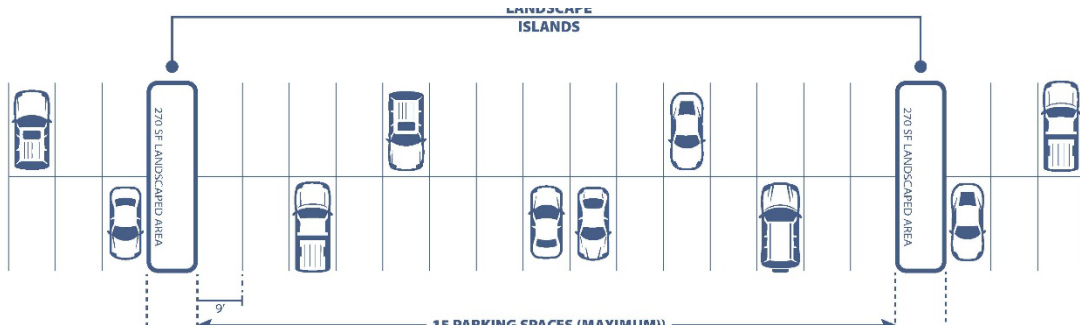 LANDSCAPE
ISLANDS
270 SF LANDSCAPED AREA
270 SF LANDSCAPED AREA
9'
15 PARKING SPACES (MAXIMUM))